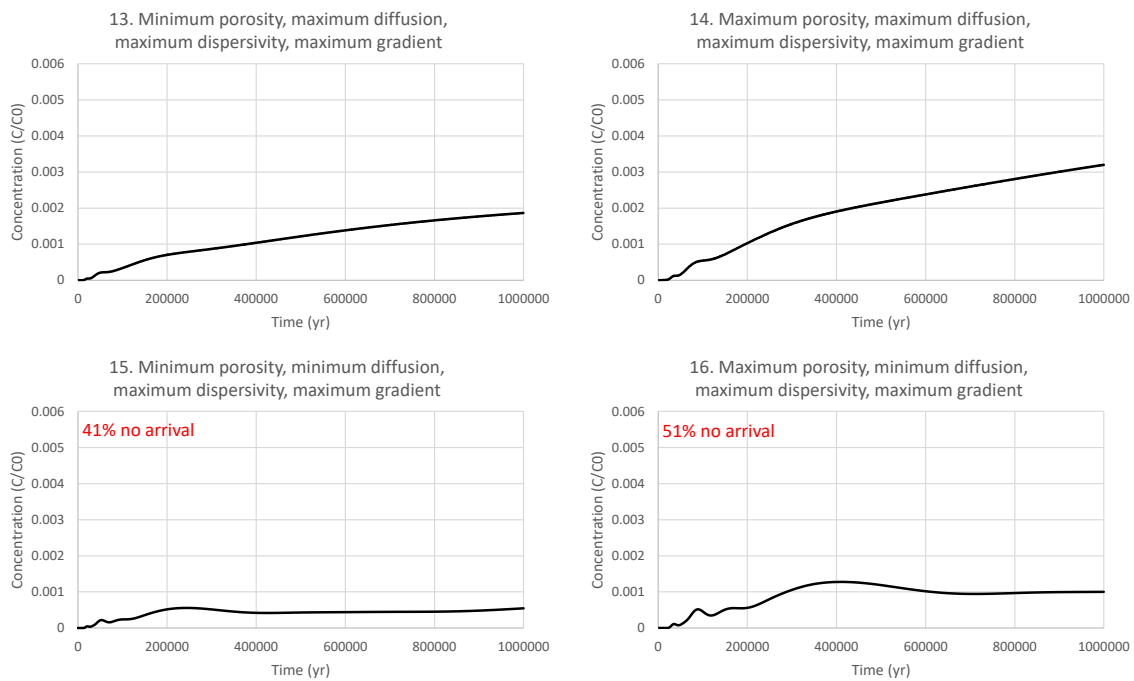 13. Minimum porosity, maximum diffusion,
maximum dispersivity, maximum gradient
0.006
0.005
0.004
0.003
0.002
0.001
0
Concentration (C/C0)
0 200000 400000 600000 800000 1000000
Time (yr)
14. Maximum porosity, maximum diffusion,
maximum dispersivity, maximum gradient
0.006
0.005
0.004
0.003
0.002
0.001
0
Concentration (C/C0)
0 200000 400000 600000 800000 1000000
Time (yr)
15. Minimum porosity, minimum diffusion,
maximum dispersivity, maximum gradient
41% no arrival
0.006
0.005
0.004
0.003
0.002
0.001
0
Concentration (C/C0)
0 200000 400000 600000 800000 1000000
Time (yr)
16. Maximum porosity, minimum diffusion,
maximum dispersivity, maximum gradient
51% no arrival
0.006
0.005
0.004
0.003
0.002
0.001
0
Concentration (C/C0)
0 200000 400000 600000 800000 1000000
Time (yr)